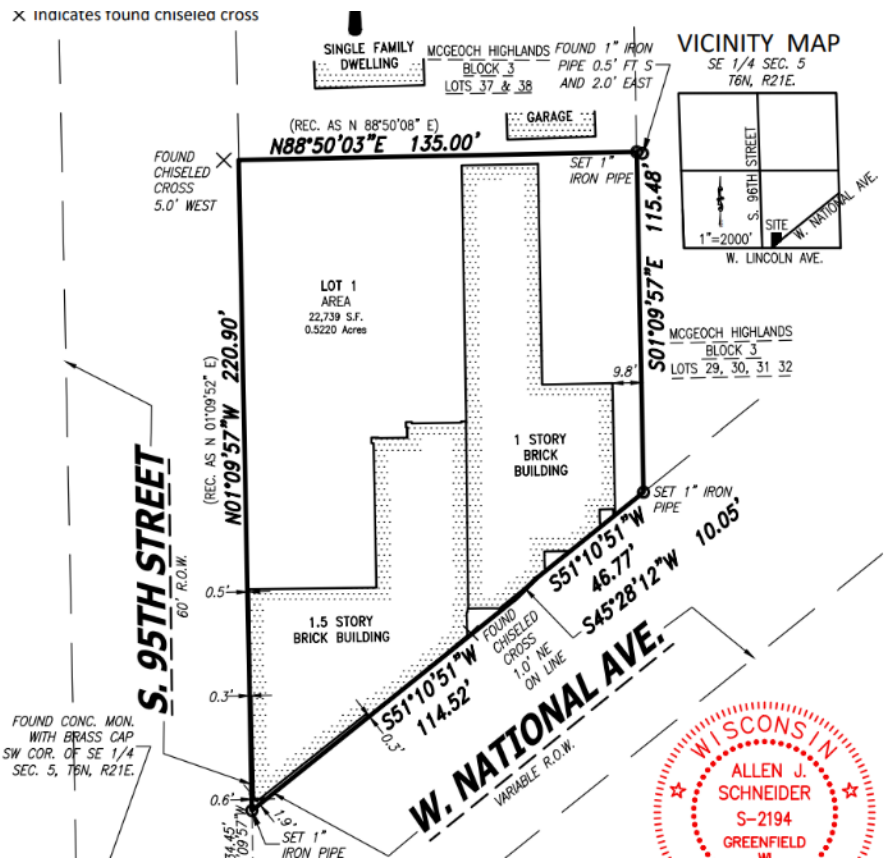 X Indicates found chiseled cross
SINGLE FAMILY
DWELLING
MCGEOCH HIGHLANDS
BLOCK 3
LOTS 37 & 38
FOUND 1" IRON
PIPE 0.5' FT S
AND 2.0' EAST
VICINITY MAP
SE 1/4 SEC. 5
T6N, R21E.
GARAGE
(REC. AS N 88°50'08" E)
N88°50'03"E 135.00'
FOUND
CHISELED
CROSS
5.0' WEST
SET 1"
IRON PIPE
S. 96TH STREET
W. NATIONAL AVE.
SITE
1"=2000'
W. LINCOLN AVE.
S01°09'57"E 115.48'
LOT 1
AREA
22,739 S.F.
0.5220 Acres
MCGEOCH HIGHLANDS
BLOCK 3
LOTS 29, 30, 31 32
9.8'
(REC. AS N 01°09'52" E)
N01°09'57"W 220.90'
1 STORY
BRICK
BUILDING
SET 1" IRON
PIPE
S. 95TH STREET
60' R.O.W.
0.5'
1.5 STORY
BRICK BUILDING
S51°10'51"W
46.77'
S45°28'12"W 10.05'
FOUND
CHISELED
CROSS
1.0' NE
ON LINE
S51°10'51"W
114.52'
0.3'
0.3'
W. NATIONAL AVE.
VARIABLE R.O.W.
FOUND CONC. MON.
WITH BRASS CAP
SW COR. OF SE 1/4
SEC. 5, T6N, R21E.
0.6'
1.9'
SET 1"
IRON PIPE
WISCONSIN
ALLEN J.
SCHNEIDER
S-2194
GREENFIELD